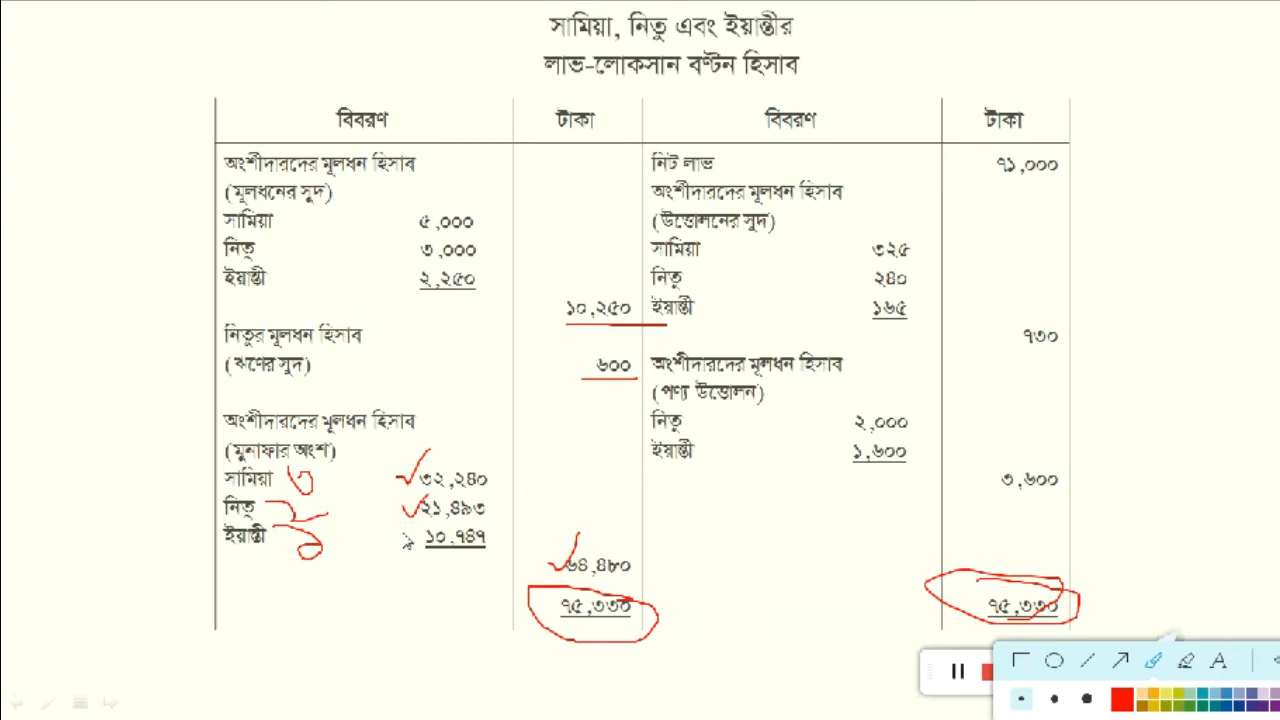 সামিয়া, নিতু এবং ইয়ান্তীর
লাভ-লোকসান বণ্টন হিসাব
বিবরণ টাকা বিবরণ টাকা
অংশীদারদের মূলধন হিসাব নিট লাভ ৭১,০০০
(মূলধনের সুদ) অংশীদারদের মূলধন হিসাব
সামিয়া ৫,০০০ (উত্তোলনের সুদ)
নিতু ৩,০০০ সামিয়া ৩২৫
ইয়ান্তী ২,২৫০ নিতু ২৪০
১০,২৫০ ইয়ান্তী ১৬৫
নিতুর মূলধন হিসাব ৭৩০
(ঋণের সুদ) ৬০০ অংশীদারদের মূলধন হিসাব
(পণ্য উত্তোলন)
অংশীদারদের মূলধন হিসাব নিতু ২,০০০
(মুনাফার অংশ) ইয়ান্তী ১,৬০০
সামিয়া ৩ ৩২,২৪০ ৩,৬০০
নিতু ২ ২১,৪৯৩
ইয়ান্তী ১ ১০,৭৪৭
৬৪,৪৮০
৭৫,৩৩০ ৭৫,৩৩০
A